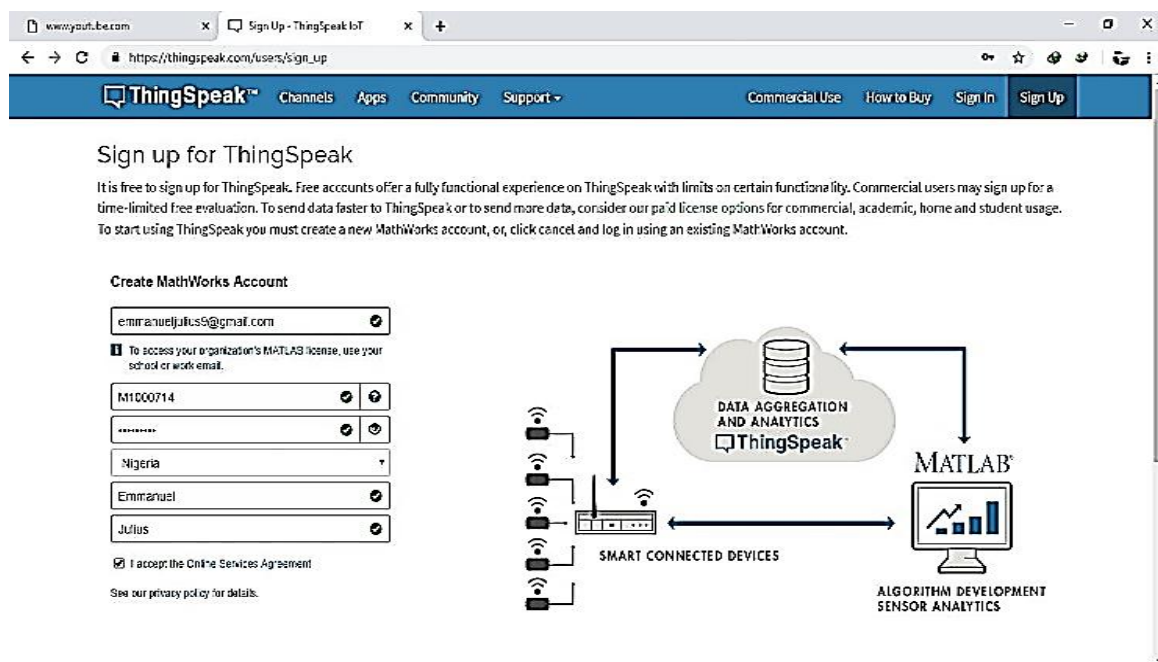 www.youtube.com
Sign Up - ThingSpeak IoT
https://thingspeak.com/users/sign_up
ThingSpeak™ Channels Apps Community Support Commercial Use How to Buy Sign In Sign Up
Sign up for ThingSpeak
It is free to sign up for ThingSpeak. Free accounts offer a fully functional experience on ThingSpeak with limits on certain functionality. Commercial users may sign up for a
time-limited free evaluation. To send data faster to ThingSpeak or to send more data, consider our paid license options for commercial, academic, home and student usage.
To start using ThingSpeak you must create a new MathWorks account, or, click cancel and log in using an existing MathWorks account.
Create MathWorks Account
emmanueljulius9@gmail.com
To access your organization's MATLAB license, use your
school or work email.
M1000714
Nigeria
Emmanuel
Julius
I accept the Online Services Agreement
See our privacy policy for details.
DATA AGGREGATION
AND ANALYTICS
ThingSpeak
MATLAB®
SMART CONNECTED DEVICES
ALGORITHM DEVELOPMENT
SENSOR ANALYTICS